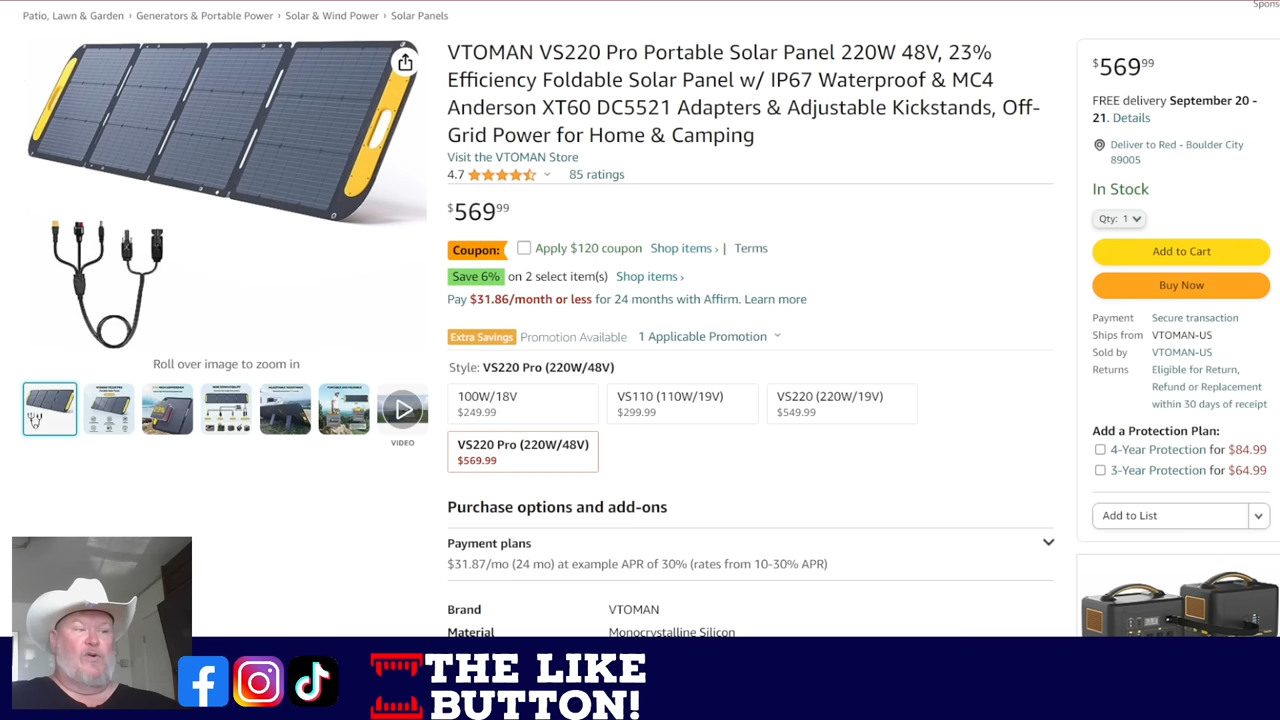 Spons
Patio, Lawn & Garden › Generators & Portable Power › Solar & Wind Power › Solar Panels
VTOMAN VS220 Pro Portable Solar Panel 220W 48V, 23%
Efficiency Foldable Solar Panel w/ IP67 Waterproof & MC4
Anderson XT60 DC5521 Adapters & Adjustable Kickstands, Off-
Grid Power for Home & Camping
Visit the VTOMAN Store
4.7 85 ratings
$569 99
Coupon: Apply $120 coupon Shop items › | Terms
Save 6% on 2 select item(s) Shop items ›
Pay $31.86/month or less for 24 months with Affirm. Learn more
Extra Savings Promotion Available 1 Applicable Promotion
Style: VS220 Pro (220W/48V)
100W/18V
$249.99
VS110 (110W/19V)
$299.99
VS220 (220W/19V)
$549.99
VS220 Pro (220W/48V)
$569.99
Purchase options and add-ons
Payment plans
$31.87/mo (24 mo) at example APR of 30% (rates from 10-30% APR)
Brand VTOMAN
Material Monocrystalline Silicon
Roll over image to zoom in
VIDEO
$569 99
FREE delivery September 20 -
21. Details
Deliver to Red - Boulder City
89005
In Stock
Qty: 1
Add to Cart
Buy Now
Payment Secure transaction
Ships from VTOMAN-US
Sold by VTOMAN-US
Returns Eligible for Return,
Refund or Replacement
within 30 days of receipt
Add a Protection Plan:
4-Year Protection for $84.99
3-Year Protection for $64.99
Add to List
THE LIKE
BUTTON!